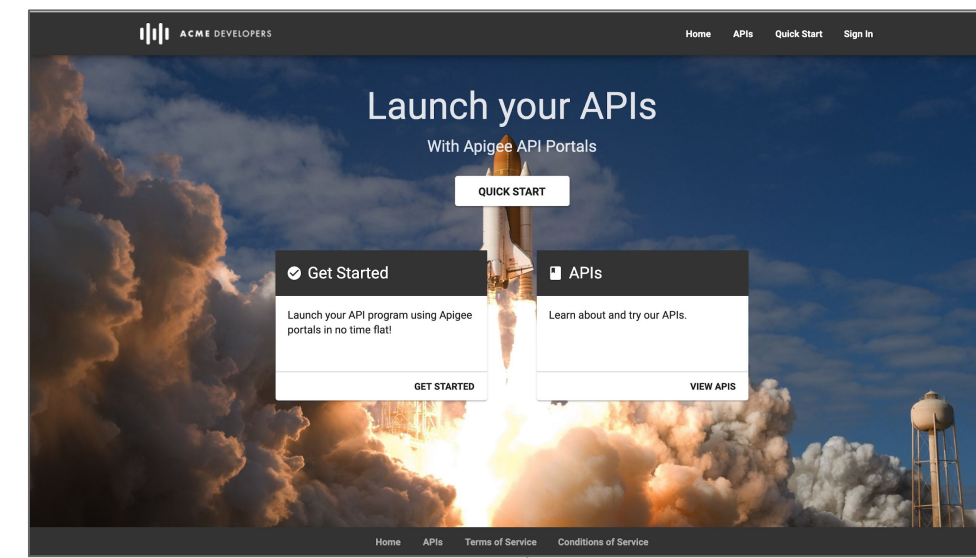 ACME DEVELOPERS
Home APIs Quick Start Sign In
Launch your APIs
With Apigee API Portals
QUICK START
Get Started
Launch your API program using Apigee
portals in no time flat!
GET STARTED
APIs
Learn about and try our APIs.
VIEW APIS
Home APIs Terms of Service Conditions of Service